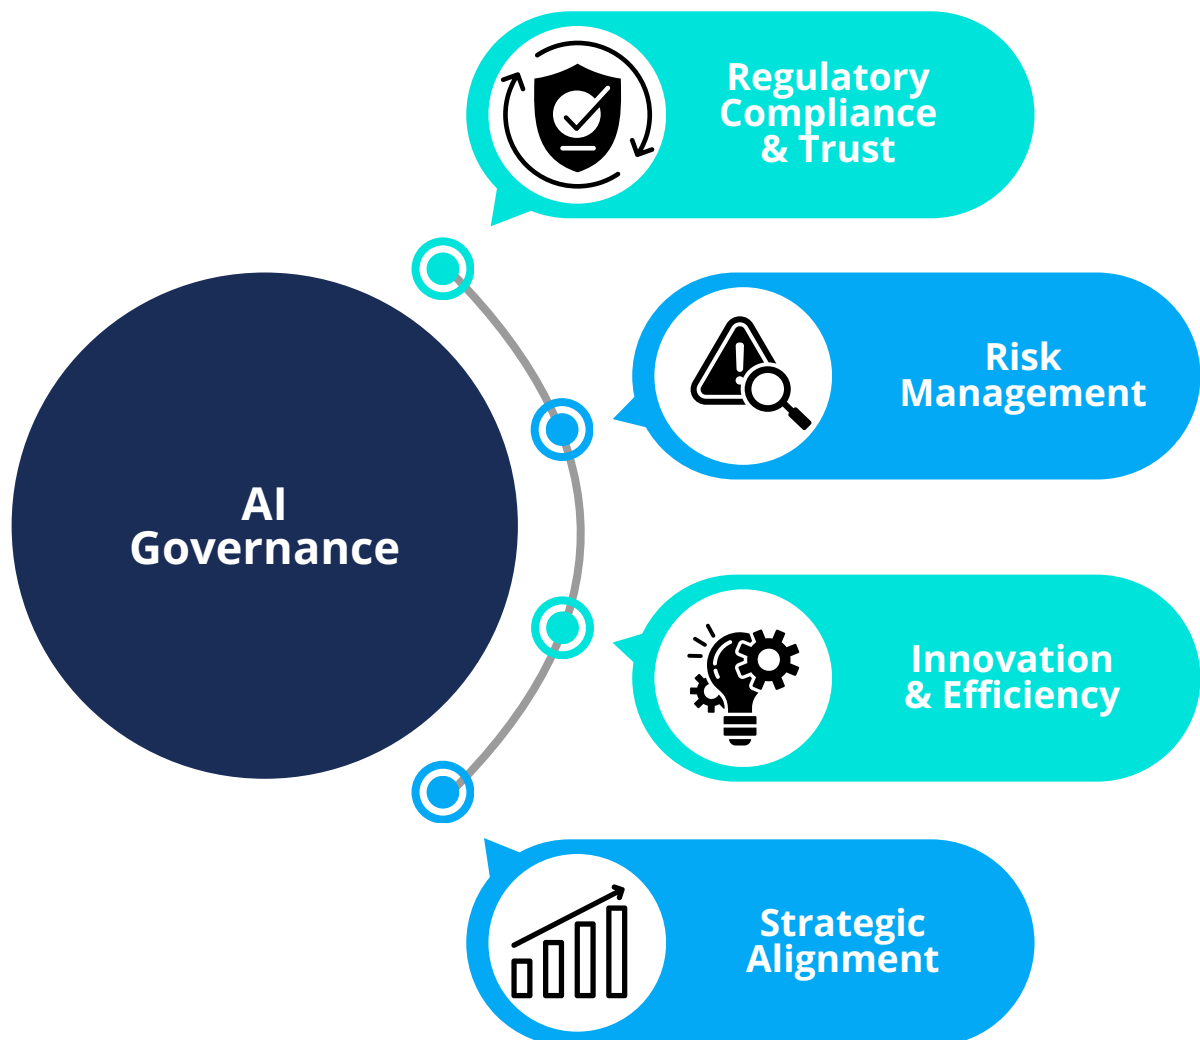 Regulatory
Compliance
& Trust
Risk
Management
AI
Governance
Innovation
& Efficiency
Strategic
Alignment